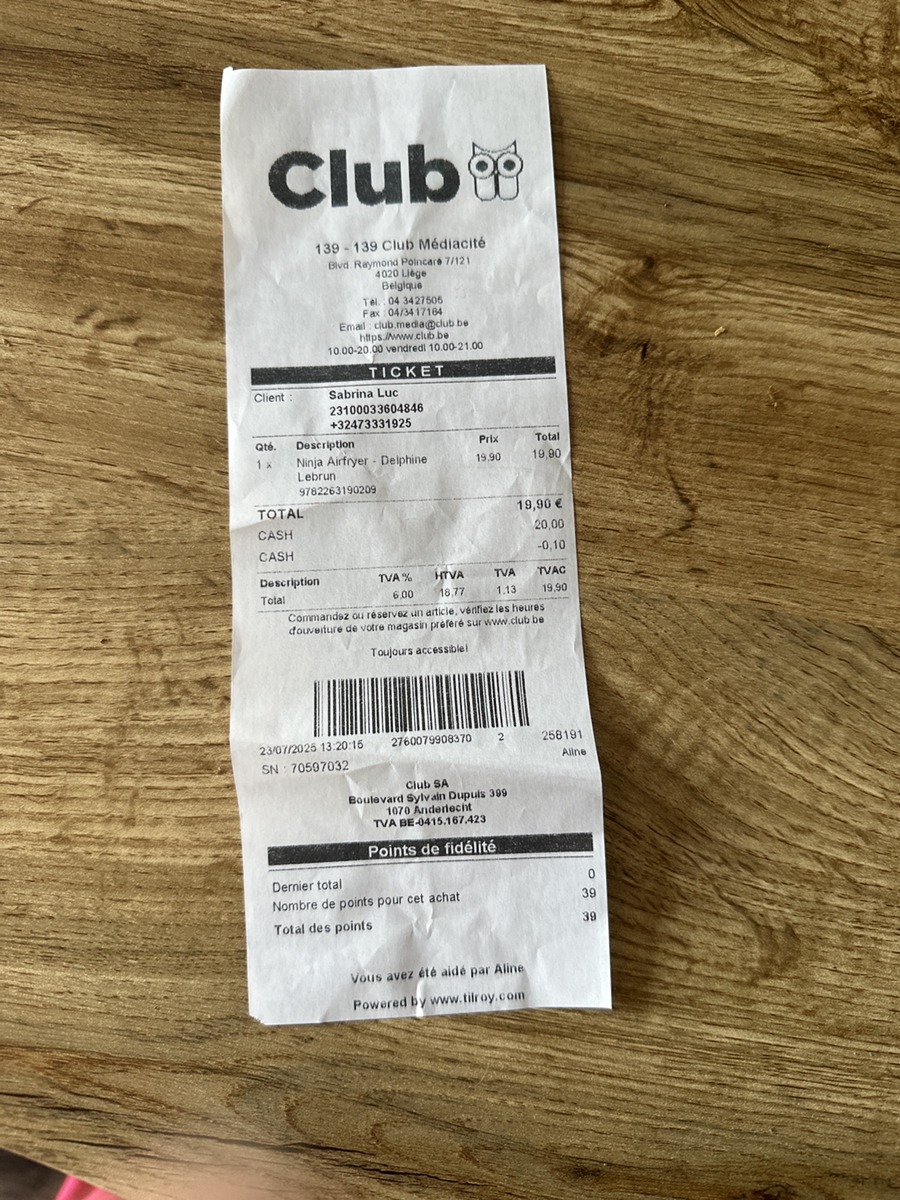 Club
139 - 139 Club Médiacité
Blvd. Raymond Poincaré 7/121
4020 Liège
Belgique
Tél. : 04 3427505
Fax : 04/3417164
Email : club.media@club.be
https://www.club.be
10.00-20.00 vendredi 10.00-21.00
TICKET
Client : Sabrina Luc
23100033604846
+32473331925
Qté. Description Prix Total
1 x Ninja Airfryer - Delphine 19,90 19,90
Lebrun
9782263190209
TOTAL 19,90 €
CASH 20,00
CASH -0,10
Description TVA % HTVA TVA TVAC
Total 6,00 18,77 1,13 19,90
Commandez ou réservez un article, vérifiez les heures
d'ouverture de votre magasin préféré sur www.club.be
Toujours accessible!
23/07/2025 13:20:15 2760079908370 2 258191
Aline
SN : 70597032
Club SA
Boulevard Sylvain Dupuis 399
1070 Anderlecht
TVA BE-0415.167.423
Points de fidélité
Dernier total 0
Nombre de points pour cet achat 39
Total des points 39
Vous avez été aidé par Aline
Powered by www.tilroy.com